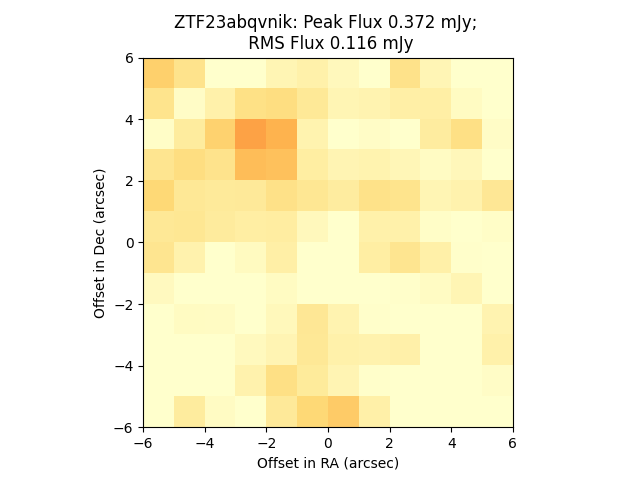 ZTF23abqvnik: Peak Flux 0.372 mJy;
RMS Flux 0.116 mJy
6
4
2
0
−2
−4
−6
Offset in Dec (arcsec)
−6 −4 −2 0 2 4 6
Offset in RA (arcsec)